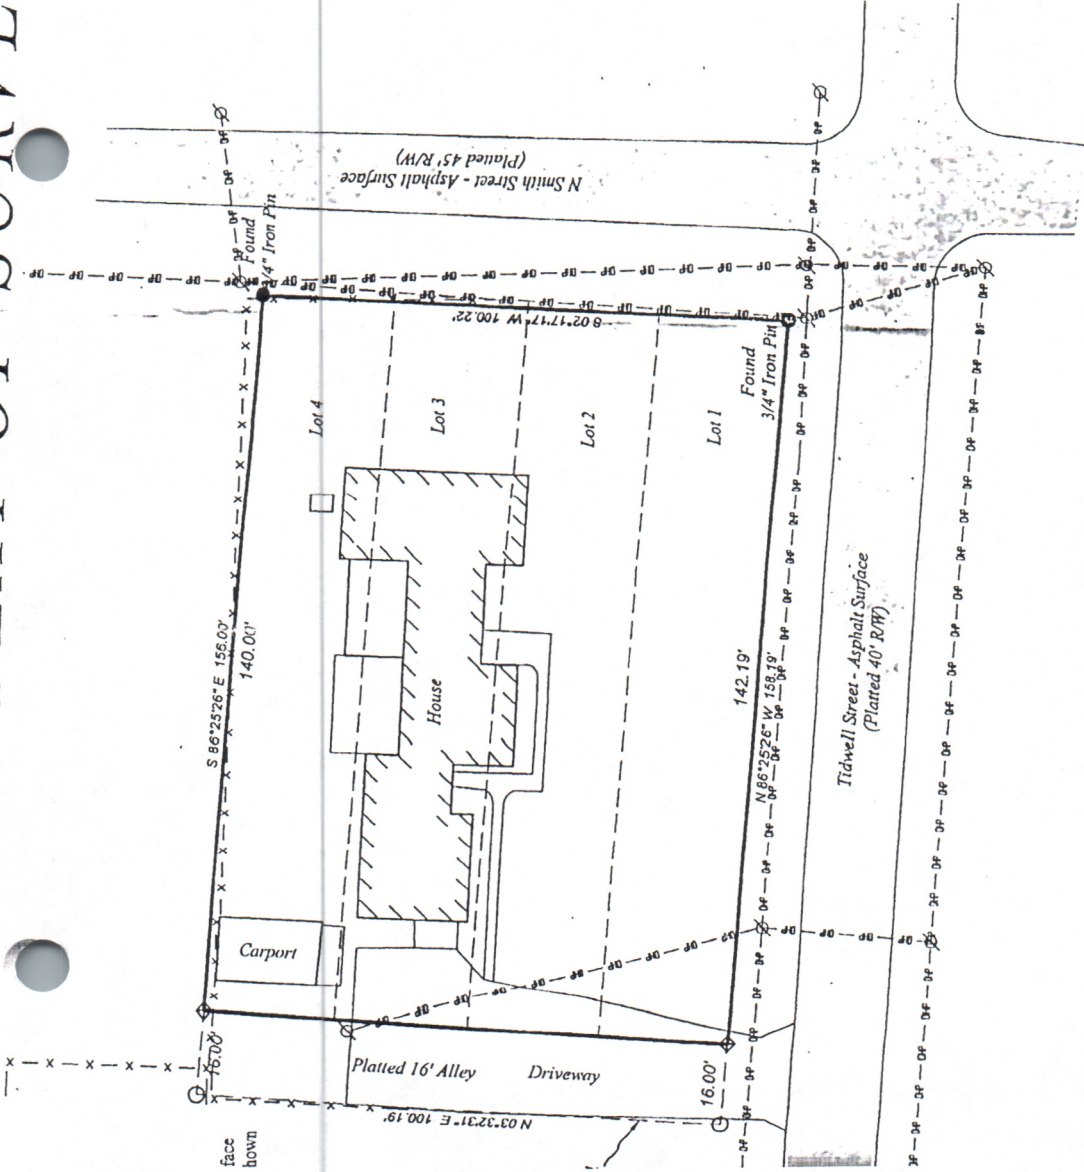 N Smith Street - Asphalt Surface
(Platted 45' R/W)
Found
3/4" Iron Pin
S 02°17'17" W 100.22'
Lot 4
Lot 3
Lot 2
Lot 1
Found
3/4" Iron Pin
S 86°25'26" E 156.00'
140.00'
House
142.19'
N 86°25'26" W 158.19'
Tidwell Street - Asphalt Surface
(Platted 40' R/W)
Carport
16.00'
Platted 16' Alley
Driveway
16.00'
N 03°32'31" E 100.19'
face
hown